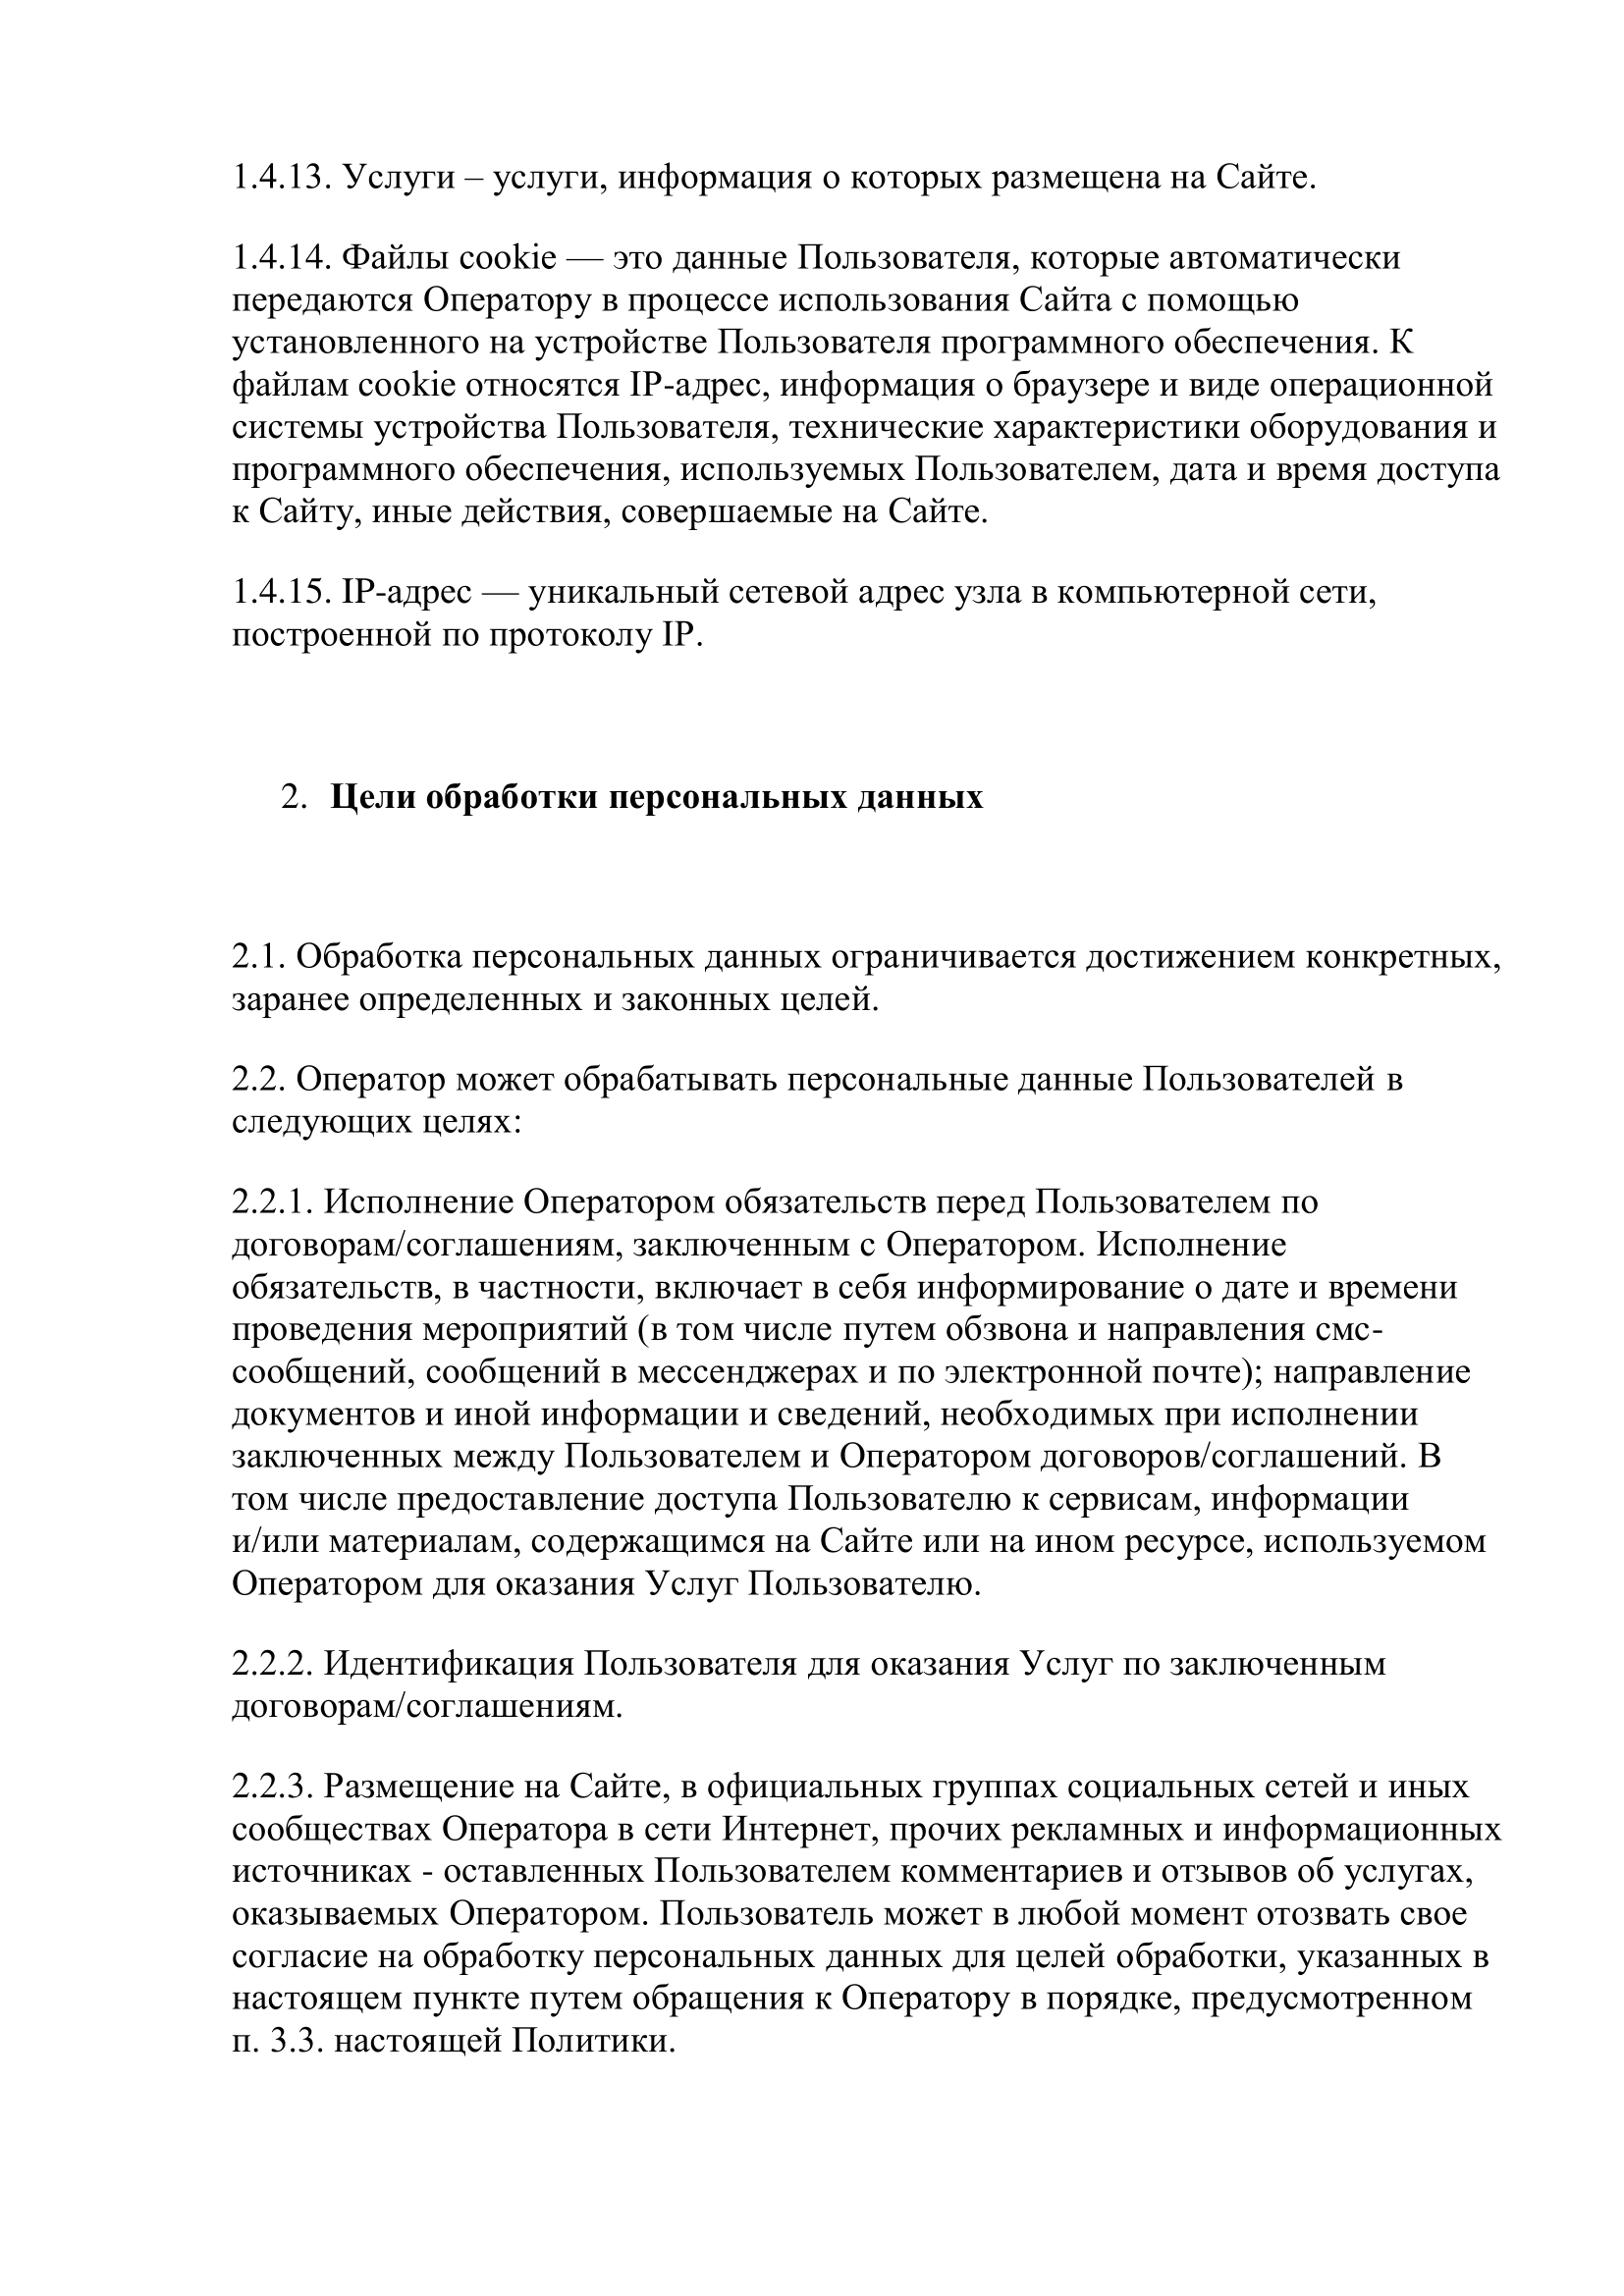 1.4.13. Услуги – услуги, информация о которых размещена на Сайте.
1.4.14. Файлы cookie — это данные Пользователя, которые автоматически
передаются Оператору в процессе использования Сайта с помощью
установленного на устройстве Пользователя программного обеспечения. К
файлам cookie относятся IP-адрес, информация о браузере и виде операционной
системы устройства Пользователя, технические характеристики оборудования и
программного обеспечения, используемых Пользователем, дата и время доступа
к Сайту, иные действия, совершаемые на Сайте.
1.4.15. IP-адрес — уникальный сетевой адрес узла в компьютерной сети,
построенной по протоколу IP.
2. Цели обработки персональных данных
2.1. Обработка персональных данных ограничивается достижением конкретных,
заранее определенных и законных целей.
2.2. Оператор может обрабатывать персональные данные Пользователей в
следующих целях:
2.2.1. Исполнение Оператором обязательств перед Пользователем по
договорам/соглашениям, заключенным с Оператором. Исполнение
обязательств, в частности, включает в себя информирование о дате и времени
проведения мероприятий (в том числе путем обзвона и направления смс-
сообщений, сообщений в мессенджерах и по электронной почте); направление
документов и иной информации и сведений, необходимых при исполнении
заключенных между Пользователем и Оператором договоров/соглашений. В
том числе предоставление доступа Пользователю к сервисам, информации
и/или материалам, содержащимся на Сайте или на ином ресурсе, используемом
Оператором для оказания Услуг Пользователю.
2.2.2. Идентификация Пользователя для оказания Услуг по заключенным
договорам/соглашениям.
2.2.3. Размещение на Сайте, в официальных группах социальных сетей и иных
сообществах Оператора в сети Интернет, прочих рекламных и информационных
источниках - оставленных Пользователем комментариев и отзывов об услугах,
оказываемых Оператором. Пользователь может в любой момент отозвать свое
согласие на обработку персональных данных для целей обработки, указанных в
настоящем пункте путем обращения к Оператору в порядке, предусмотренном
п. 3.3. настоящей Политики.